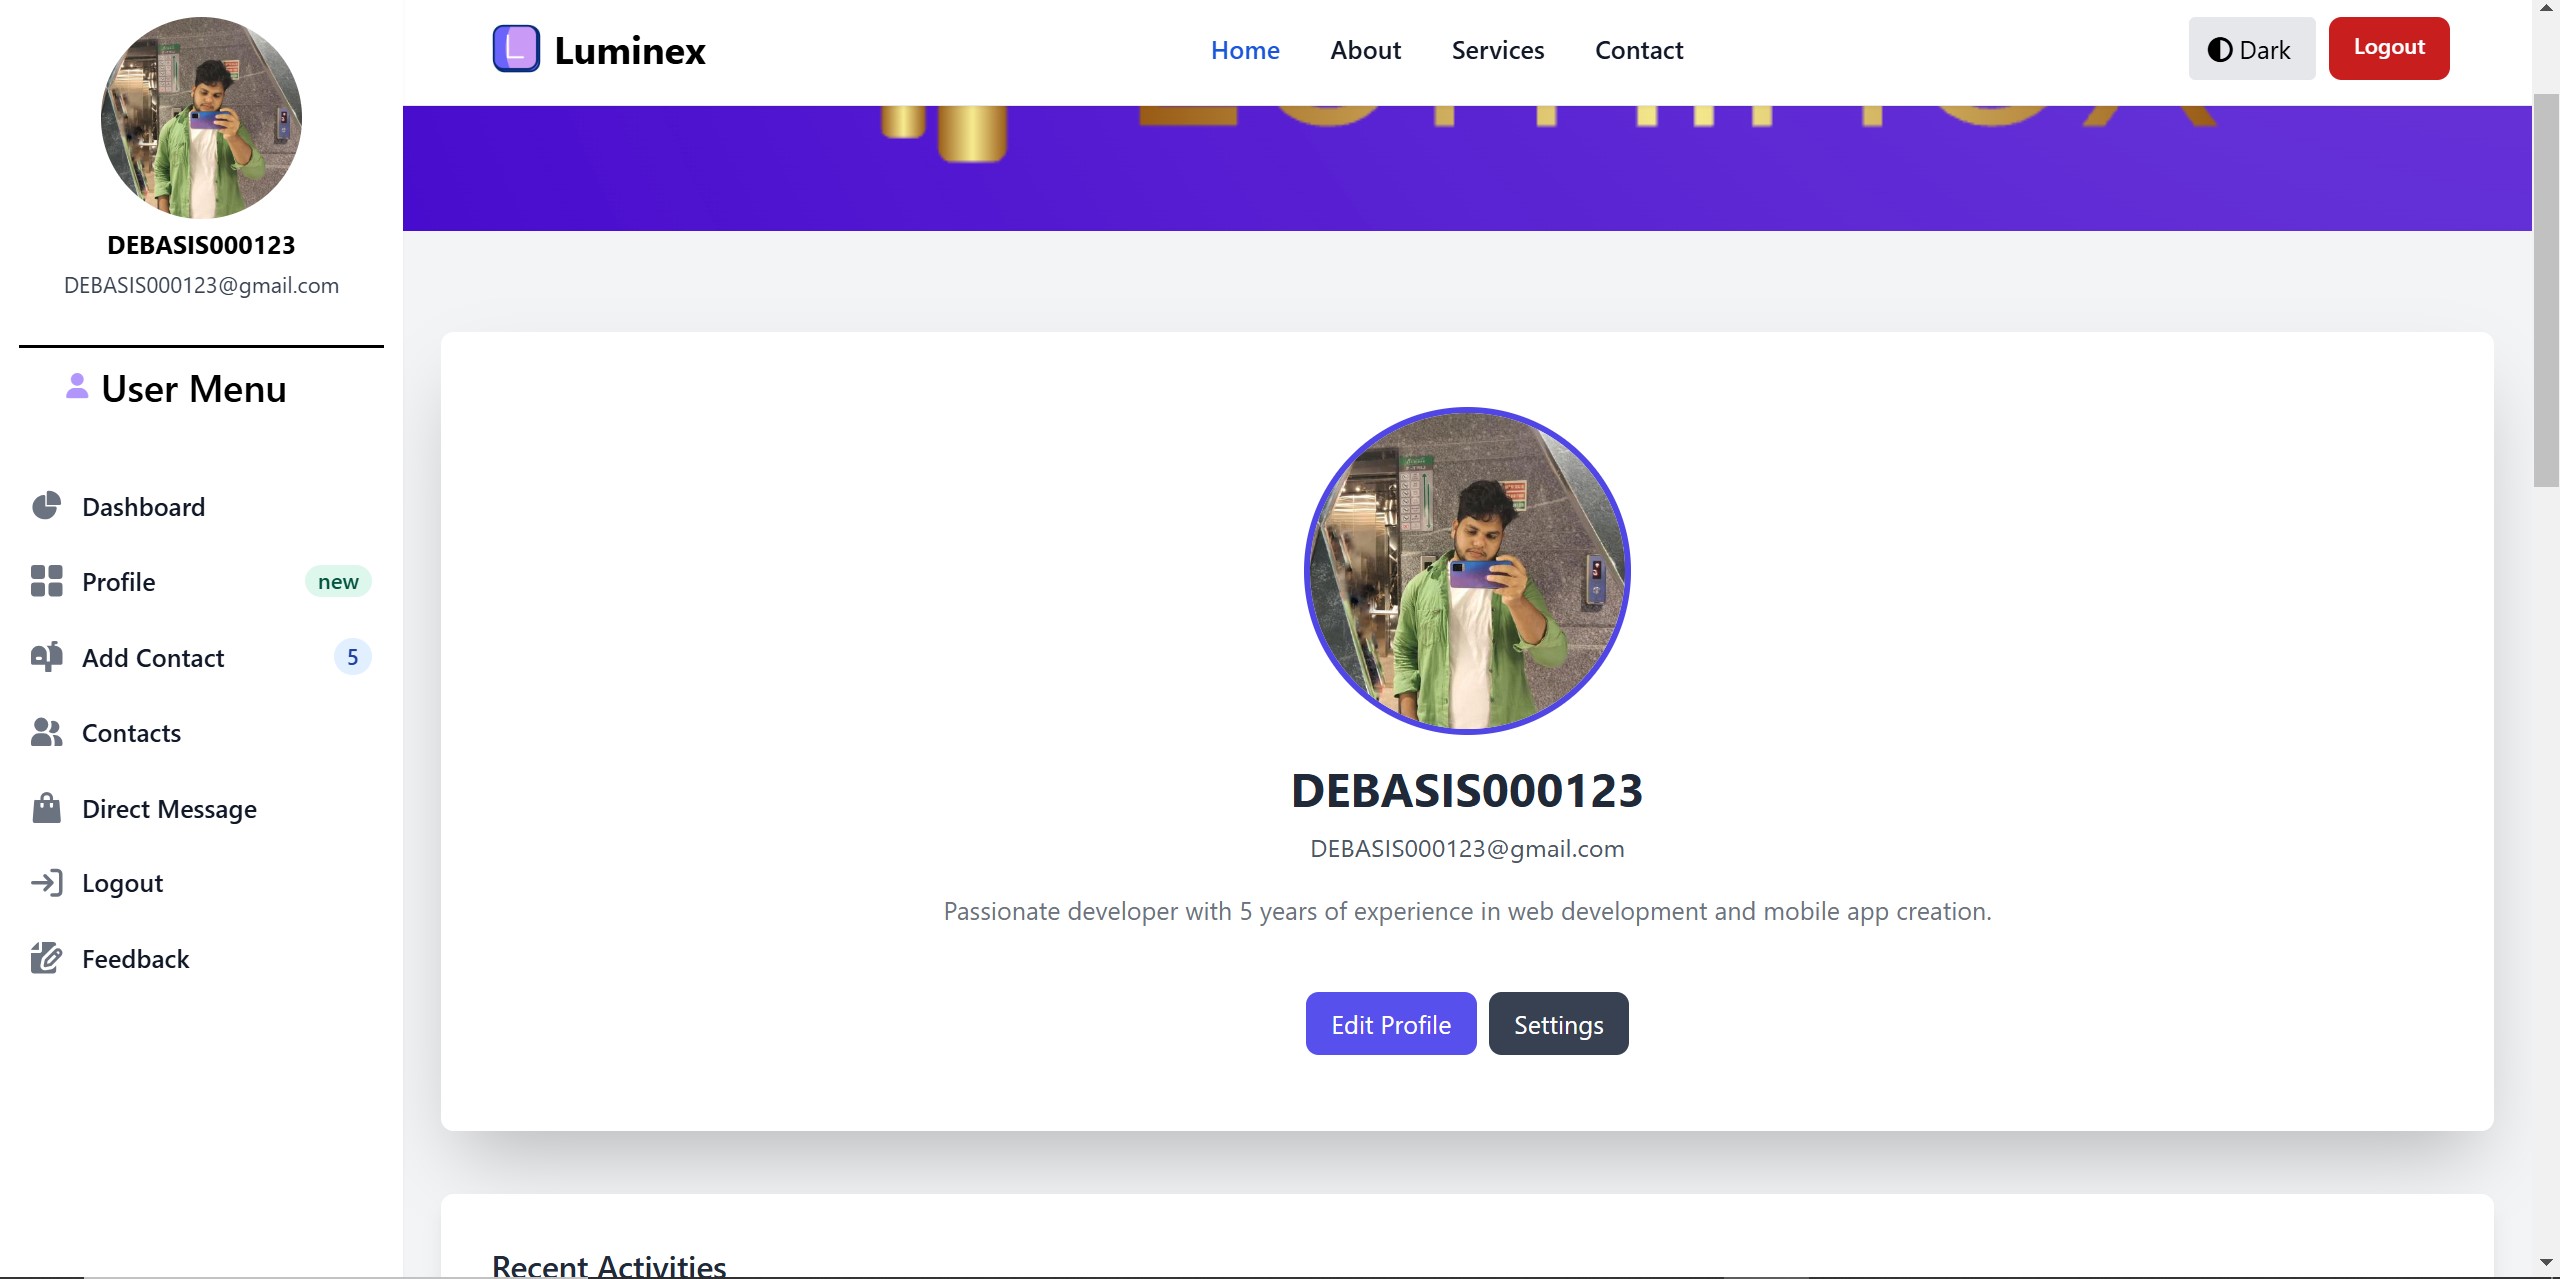 DEBASIS000123
DEBASIS000123@gmail.com
User Menu
Dashboard
Profile new
Add Contact 5
Contacts
Direct Message
Logout
Feedback
L Luminex
Home About Services Contact
Dark
Logout
DEBASIS000123
DEBASIS000123@gmail.com
Passionate developer with 5 years of experience in web development and mobile app creation.
Edit Profile Settings
Recent Activities